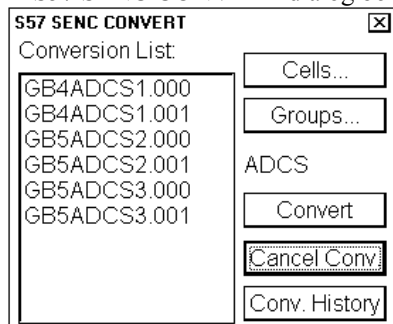 S57 SENC CONVERT
Conversion List:
GB4ADCS1.000
GB4ADCS1.001
GB5ADCS2.000
GB5ADCS2.001
GB5ADCS3.000
GB5ADCS3.001
Cells...
Groups...
ADCS
Convert
Cancel Conv.
Conv. History